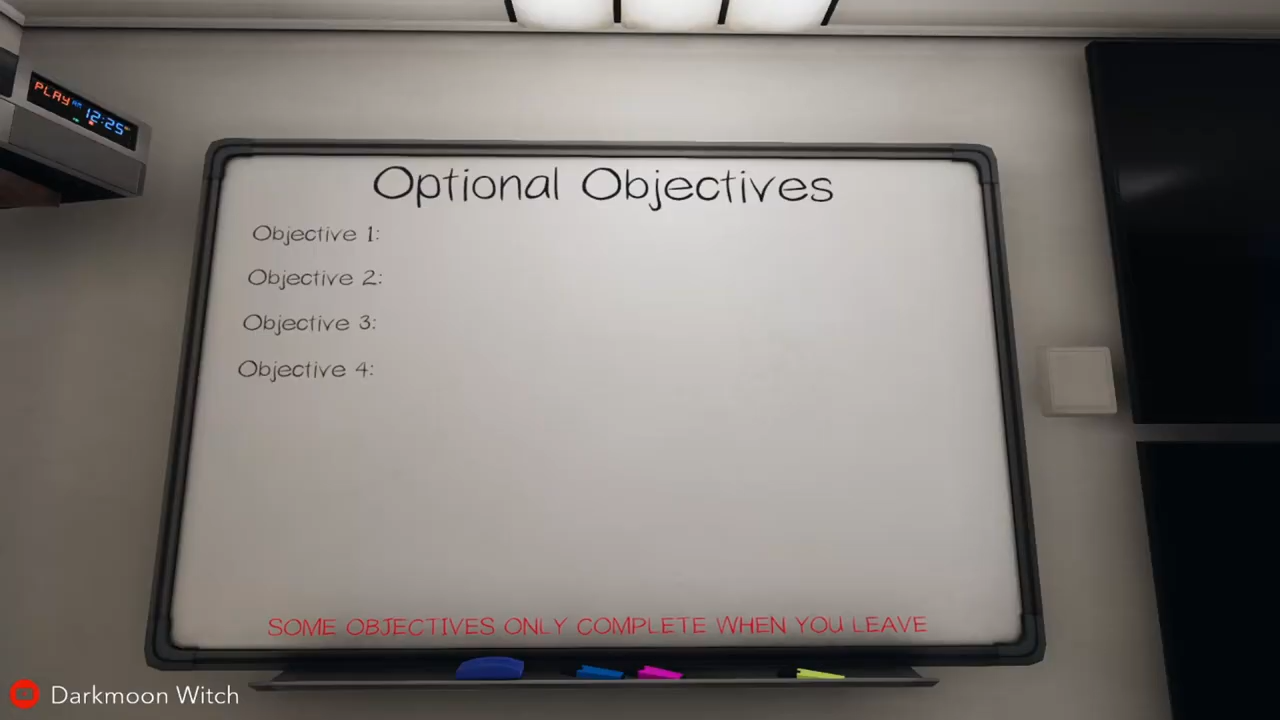 PLAY AM 12:25
Optional Objectives
Objective 1:
Objective 2:
Objective 3:
Objective 4:
SOME OBJECTIVES ONLY COMPLETE WHEN YOU LEAVE
Darkmoon Witch